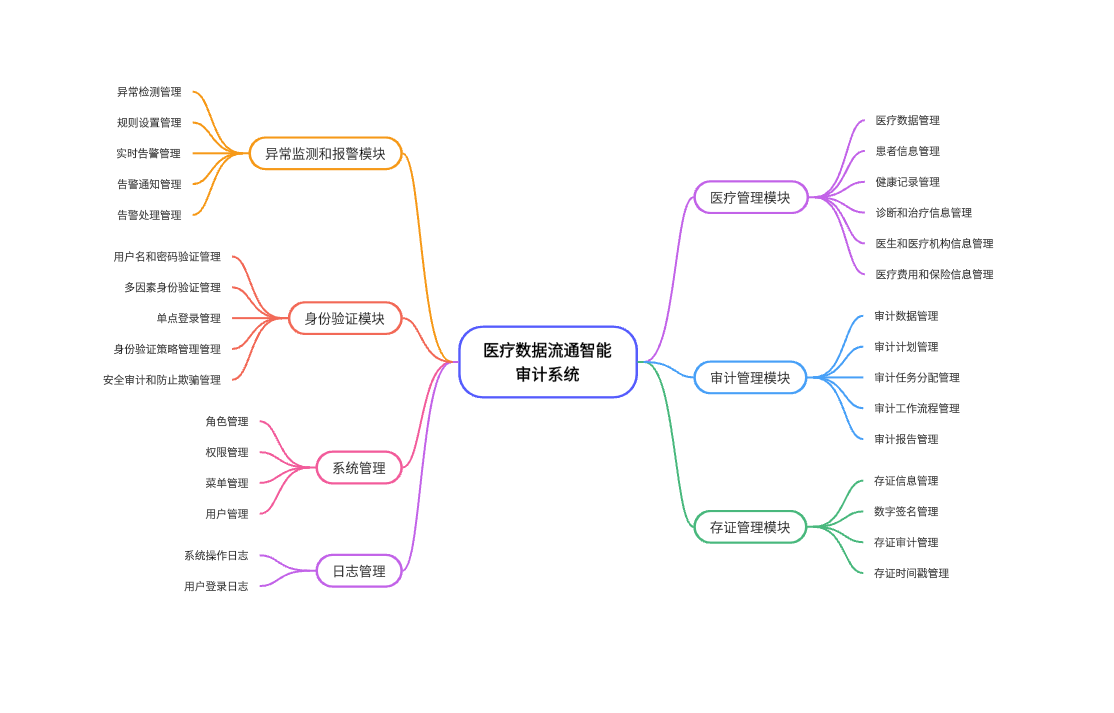 医疗数据流通智能
审计系统
异常监测和报警模块
异常检测管理
规则设置管理
实时告警管理
告警通知管理
告警处理管理
身份验证模块
用户名和密码验证管理
多因素身份验证管理
单点登录管理
身份验证策略管理管理
安全审计和防止欺骗管理
系统管理
角色管理
权限管理
菜单管理
用户管理
日志管理
系统操作日志
用户登录日志
医疗管理模块
医疗数据管理
患者信息管理
健康记录管理
诊断和治疗信息管理
医生和医疗机构信息管理
医疗费用和保险信息管理
审计管理模块
审计数据管理
审计计划管理
审计任务分配管理
审计工作流程管理
审计报告管理
存证管理模块
存证信息管理
数字签名管理
存证审计管理
存证时间戳管理